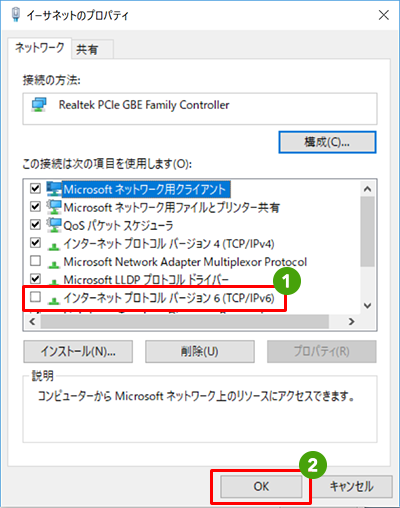 イーサネットのプロパティ
ネットワーク 共有
接続の方法:
Realtek PCIe GBE Family Controller
構成(C)...
この接続は次の項目を使用します(O):
Microsoft ネットワーク用クライアント
Microsoft ネットワーク用ファイルとプリンター共有
QoS パケット スケジューラ
インターネット プロトコル バージョン 4 (TCP/IPv4)
Microsoft Network Adapter Multiplexor Protocol
Microsoft LLDP プロトコル ドライバー
1
インターネット プロトコル バージョン 6 (TCP/IPv6)
インストール(N)... 削除(U) プロパティ(R)
説明
コンピューターから Microsoft ネットワーク上のリソースにアクセスできます。
2
OK キャンセル